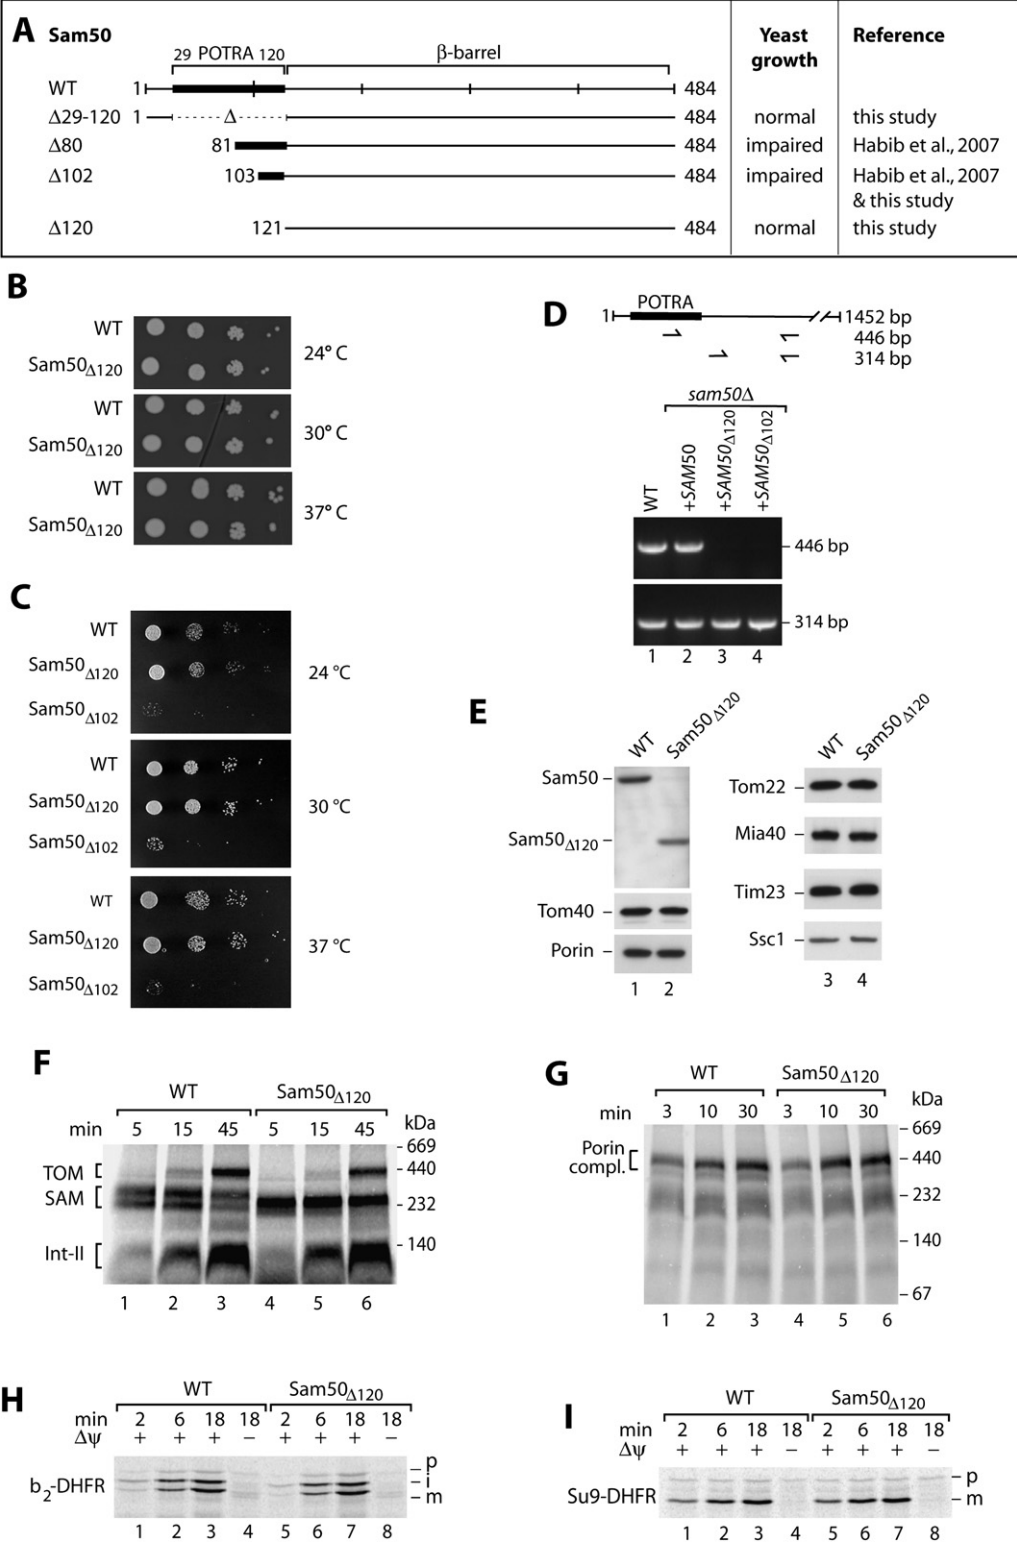 A Sam50
Yeast growth Reference
29 POTRA 120 β-barrel
WT 1 484
Δ29-120 1 Δ 484 normal this study
Δ80 81 484 impaired Habib et al., 2007
Δ102 103 484 impaired Habib et al., 2007
& this study
Δ120 121 484 normal this study
B
WT
Sam50Δ120
24° C
WT
Sam50Δ120
30° C
WT
Sam50Δ120
37° C
C
WT
Sam50Δ120
Sam50Δ102
24 °C
WT
Sam50Δ120
Sam50Δ102
30 °C
WT
Sam50Δ120
Sam50Δ102
37 °C
D
POTRA
1 1452 bp
446 bp
314 bp
sam50Δ
WT +SAM50 +SAM50Δ120 +SAM50Δ102
446 bp
314 bp
1 2 3 4
E
WT Sam50Δ120
Sam50
Sam50Δ120
Tom40
Porin
1 2
WT Sam50Δ120
Tom22
Mia40
Tim23
Ssc1
3 4
F
WT Sam50Δ120
min 5 15 45 5 15 45 kDa
669
TOM 440
SAM 232
Int-II 140
1 2 3 4 5 6
G
WT Sam50Δ120
min 3 10 30 3 10 30 kDa
669
Porin compl. 440
232
140
67
1 2 3 4 5 6
H
WT Sam50Δ120
min 2 6 18 18 2 6 18 18
Δψ + + + − + + + −
p
i
b2-DHFR m
1 2 3 4 5 6 7 8
I
WT Sam50Δ120
min 2 6 18 18 2 6 18 18
Δψ + + + − + + + −
p
Su9-DHFR m
1 2 3 4 5 6 7 8